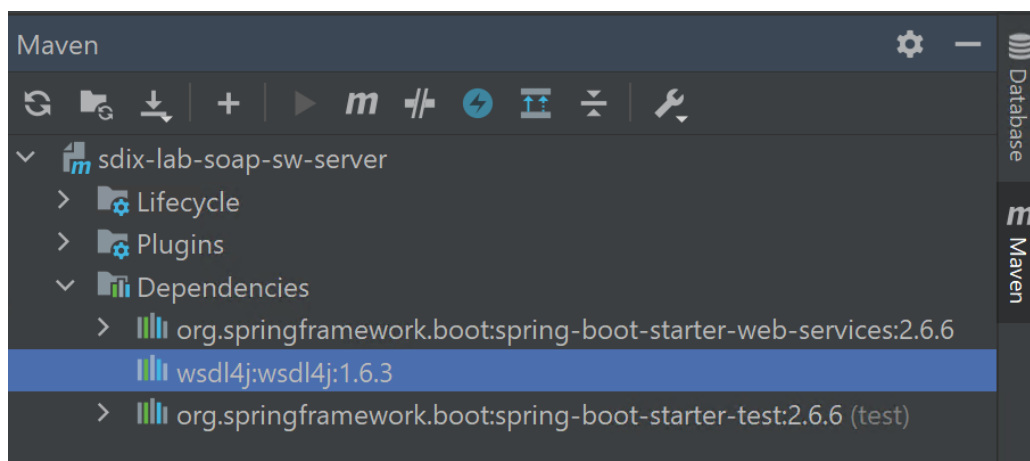 Maven
sdix-lab-soap-sw-server
Lifecycle
Plugins
Dependencies
org.springframework.boot:spring-boot-starter-web-services:2.6.6
wsdl4j:wsdl4j:1.6.3
org.springframework.boot:spring-boot-starter-test:2.6.6 (test)
Database
Maven